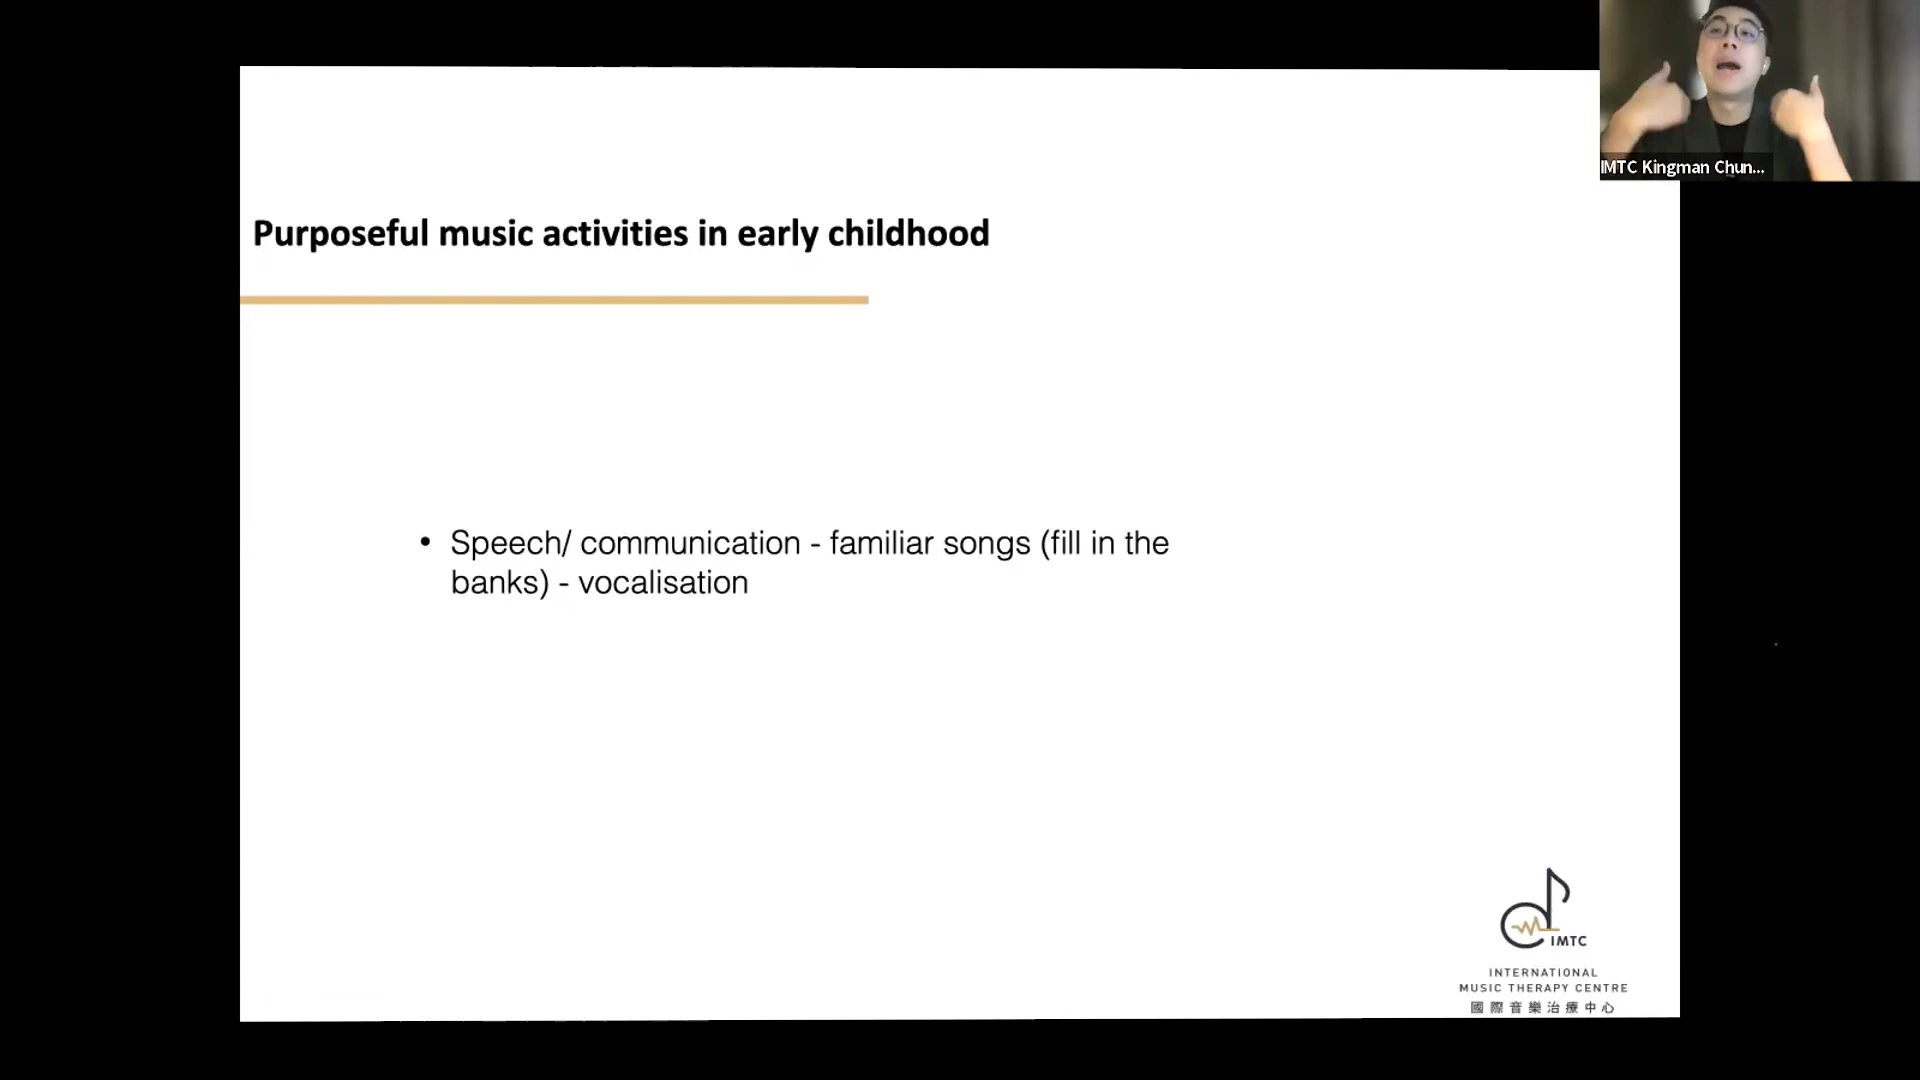 IMTC Kingman Chun...
Purposeful music activities in early childhood
• Speech/ communication - familiar songs (fill in the
banks) - vocalisation
IMTC
INTERNATIONAL
MUSIC THERAPY CENTRE
國際音樂治療中心